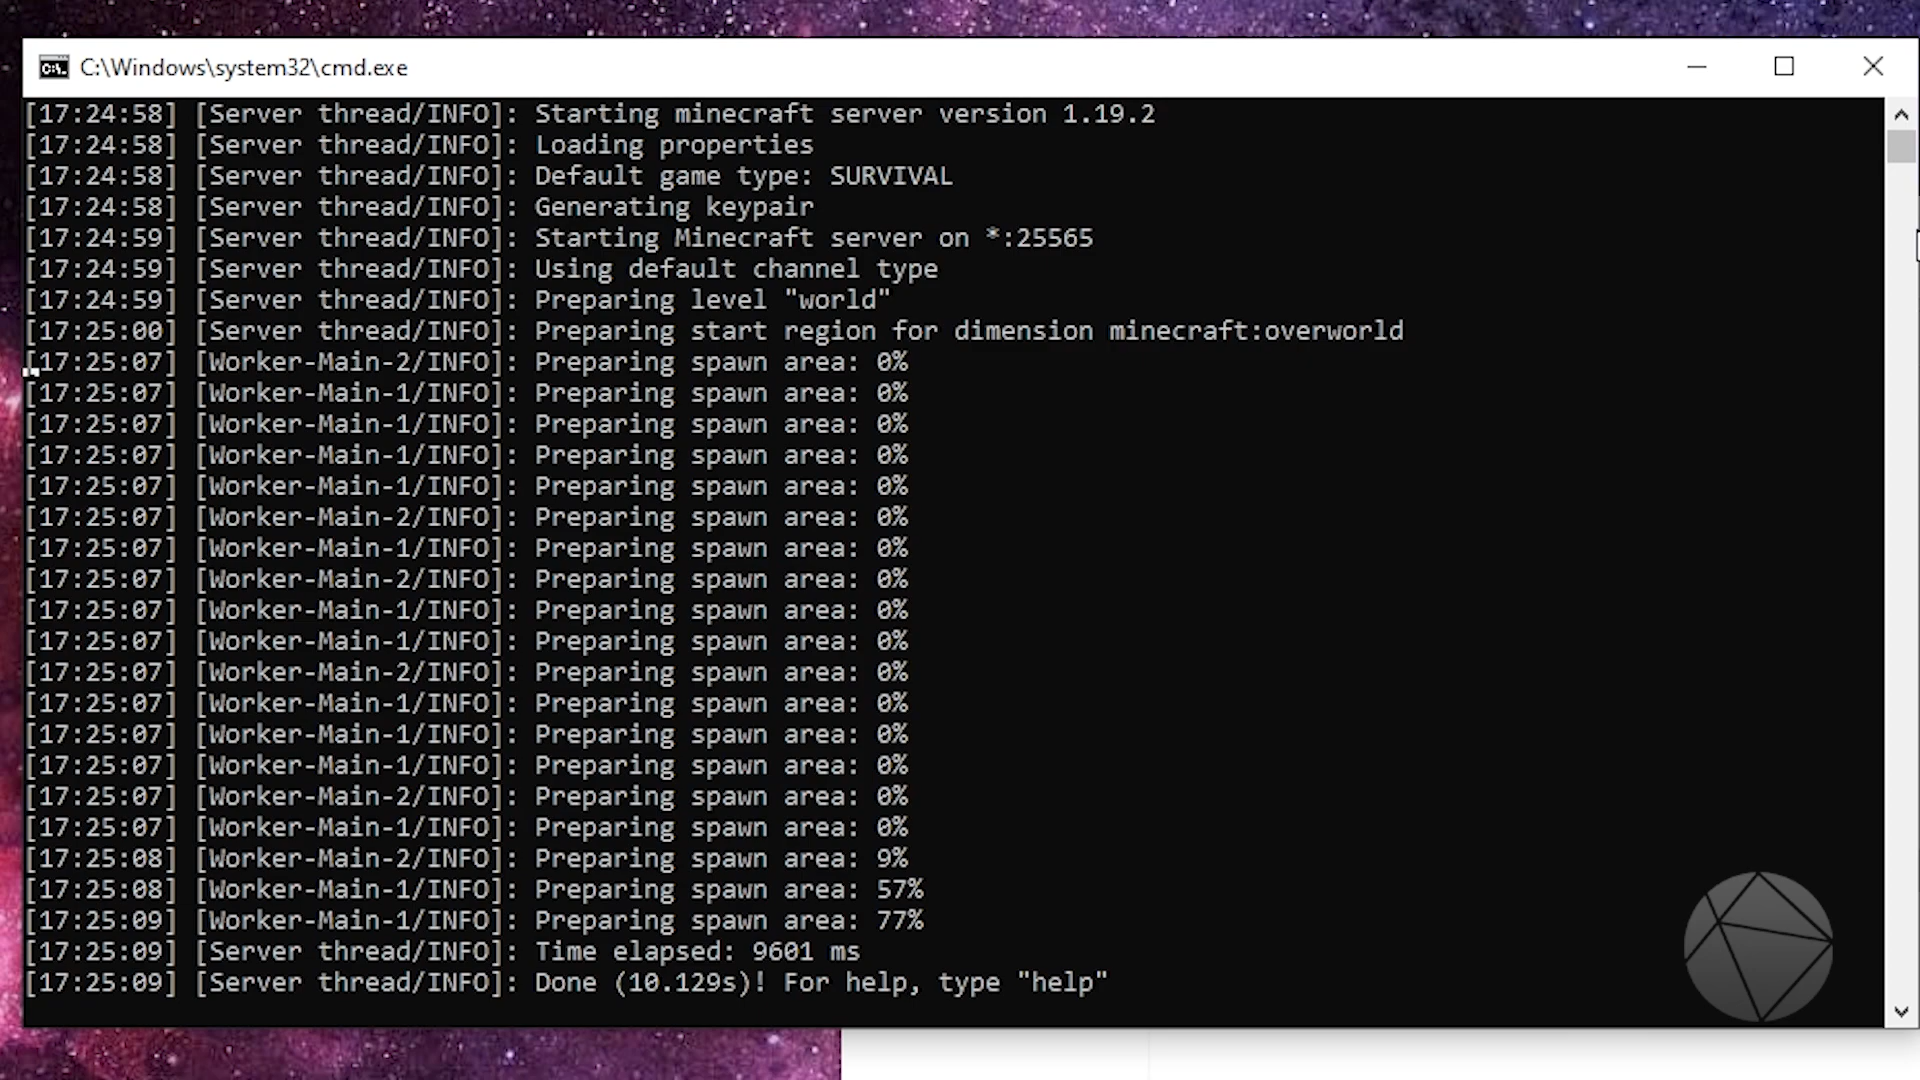 C:\Windows\system32\cmd.exe
[17:24:58] [Server thread/INFO]: Starting minecraft server version 1.19.2
[17:24:58] [Server thread/INFO]: Loading properties
[17:24:58] [Server thread/INFO]: Default game type: SURVIVAL
[17:24:58] [Server thread/INFO]: Generating keypair
[17:24:59] [Server thread/INFO]: Starting Minecraft server on *:25565
[17:24:59] [Server thread/INFO]: Using default channel type
[17:24:59] [Server thread/INFO]: Preparing level "world"
[17:25:00] [Server thread/INFO]: Preparing start region for dimension minecraft:overworld
[17:25:07] [Worker-Main-2/INFO]: Preparing spawn area: 0%
[17:25:07] [Worker-Main-1/INFO]: Preparing spawn area: 0%
[17:25:07] [Worker-Main-1/INFO]: Preparing spawn area: 0%
[17:25:07] [Worker-Main-1/INFO]: Preparing spawn area: 0%
[17:25:07] [Worker-Main-1/INFO]: Preparing spawn area: 0%
[17:25:07] [Worker-Main-2/INFO]: Preparing spawn area: 0%
[17:25:07] [Worker-Main-1/INFO]: Preparing spawn area: 0%
[17:25:07] [Worker-Main-2/INFO]: Preparing spawn area: 0%
[17:25:07] [Worker-Main-1/INFO]: Preparing spawn area: 0%
[17:25:07] [Worker-Main-1/INFO]: Preparing spawn area: 0%
[17:25:07] [Worker-Main-2/INFO]: Preparing spawn area: 0%
[17:25:07] [Worker-Main-1/INFO]: Preparing spawn area: 0%
[17:25:07] [Worker-Main-1/INFO]: Preparing spawn area: 0%
[17:25:07] [Worker-Main-1/INFO]: Preparing spawn area: 0%
[17:25:07] [Worker-Main-2/INFO]: Preparing spawn area: 0%
[17:25:07] [Worker-Main-1/INFO]: Preparing spawn area: 0%
[17:25:08] [Worker-Main-2/INFO]: Preparing spawn area: 9%
[17:25:08] [Worker-Main-1/INFO]: Preparing spawn area: 57%
[17:25:09] [Worker-Main-1/INFO]: Preparing spawn area: 77%
[17:25:09] [Server thread/INFO]: Time elapsed: 9601 ms
[17:25:09] [Server thread/INFO]: Done (10.129s)! For help, type "help"